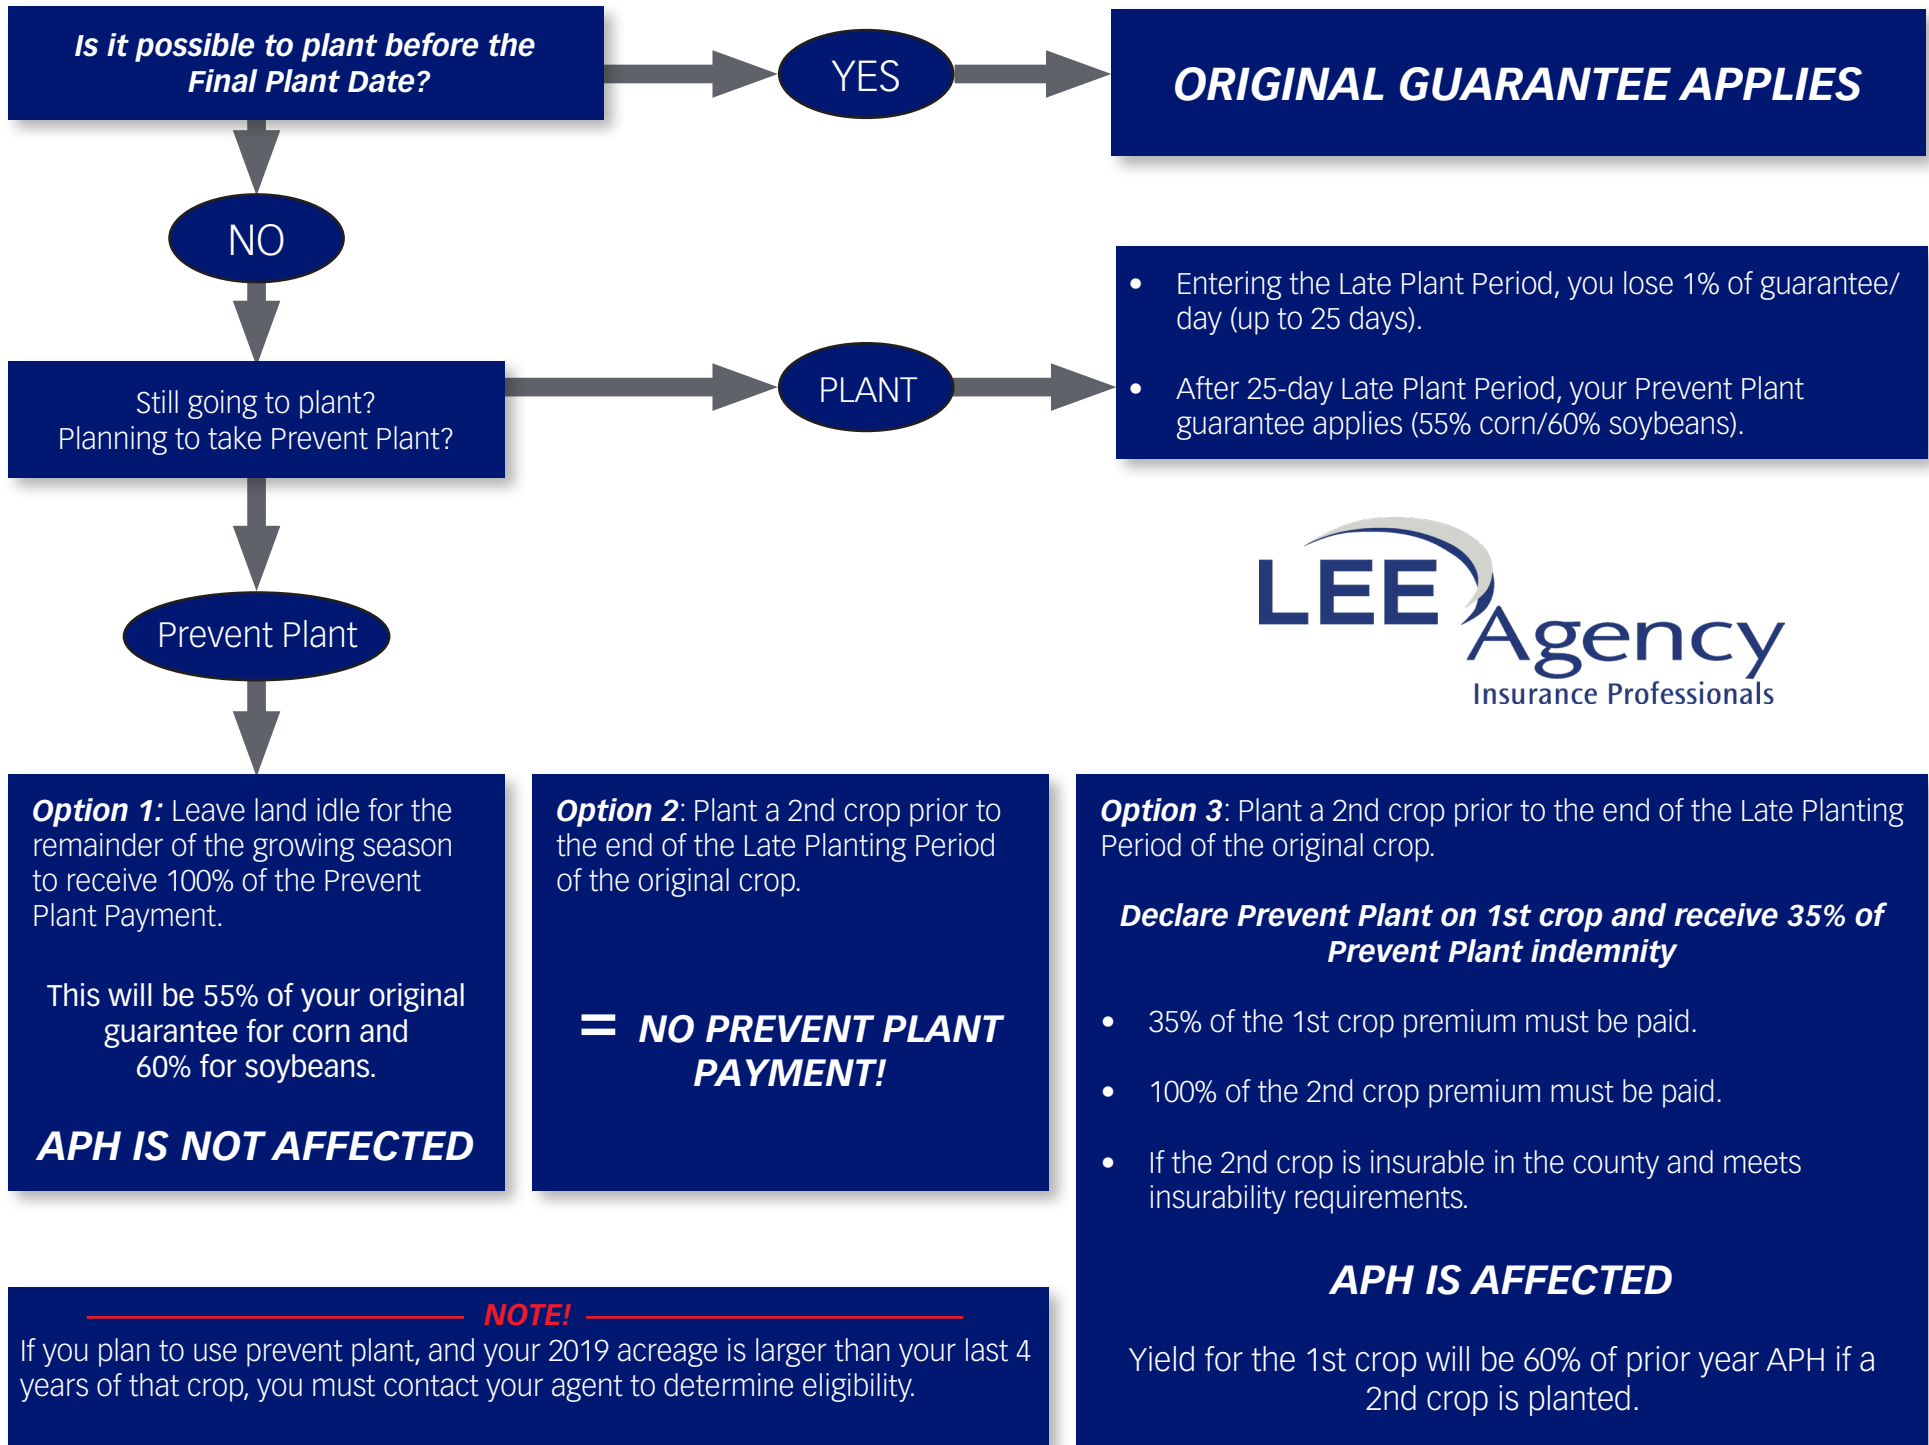 Is it possible to plant before the
Final Plant Date?
YES
ORIGINAL GUARANTEE APPLIES
NO
Still going to plant?
Planning to take Prevent Plant?
PLANT
• Entering the Late Plant Period, you lose 1% of guarantee/
day (up to 25 days).
• After 25-day Late Plant Period, your Prevent Plant
guarantee applies (55% corn/60% soybeans).
LEE
Agency
Insurance Professionals
Prevent Plant
Option 1: Leave land idle for the
remainder of the growing season
to receive 100% of the Prevent
Plant Payment.
This will be 55% of your original
guarantee for corn and
60% for soybeans.
APH IS NOT AFFECTED
Option 2: Plant a 2nd crop prior to
the end of the Late Planting Period
of the original crop.
= NO PREVENT PLANT
PAYMENT!
Option 3: Plant a 2nd crop prior to the end of the Late Planting
Period of the original crop.
Declare Prevent Plant on 1st crop and receive 35% of
Prevent Plant indemnity
• 35% of the 1st crop premium must be paid.
• 100% of the 2nd crop premium must be paid.
• If the 2nd crop is insurable in the county and meets
insurability requirements.
APH IS AFFECTED
Yield for the 1st crop will be 60% of prior year APH if a
2nd crop is planted.
NOTE!
If you plan to use prevent plant, and your 2019 acreage is larger than your last 4
years of that crop, you must contact your agent to determine eligibility.